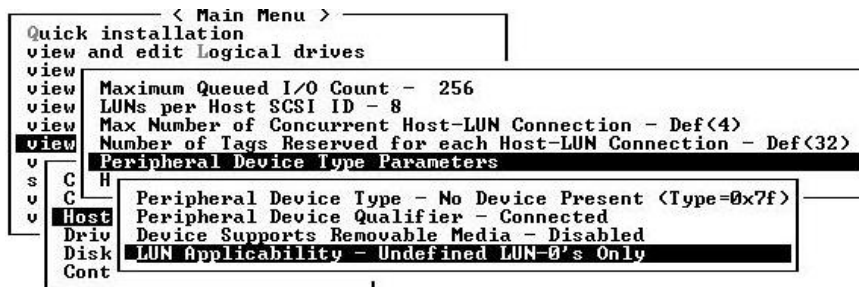 < Main Menu >
Quick installation
view and edit Logical drives
view
view Maximum Queued I/O Count - 256
view LUNs per Host SCSI ID - 8
view Max Number of Concurrent Host-LUN Connection - Def(4)
view Number of Tags Reserved for each Host-LUN Connection - Def(32)
v Peripheral Device Type Parameters
s C H
v C Peripheral Device Type - No Device Present (Type=0x7f)
v Host Peripheral Device Qualifier - Connected
Driv Device Supports Removable Media - Disabled
Disk LUN Applicability - Undefined LUN-0's Only
Cont